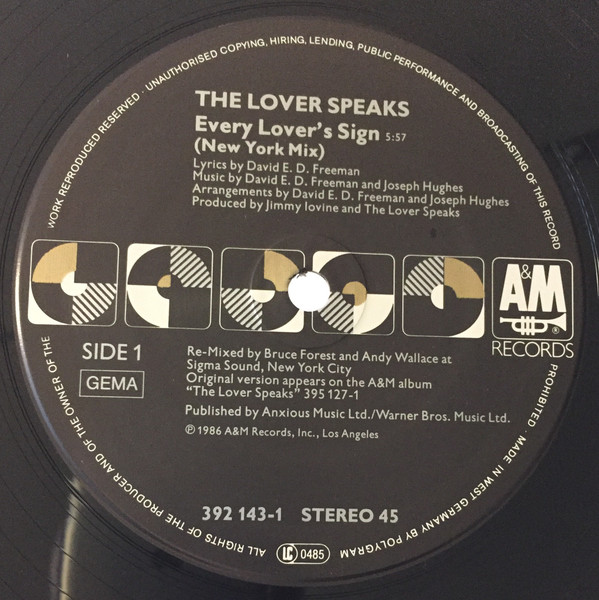 WORK REPRODUCED RESERVED · UNAUTHORISED COPYING, HIRING, LENDING, PUBLIC PERFORMANCE AND BROADCASTING OF THIS RECORD
THE LOVER SPEAKS
Every Lover's Sign 5:57
(New York Mix)
Lyrics by David E. D. Freeman
Music by David E. D. Freeman and Joseph Hughes
Arrangements by David E. D. Freeman and Joseph Hughes
Produced by Jimmy Iovine and The Lover Speaks
A&M
®
RECORDS
SIDE 1
GEMA
Re-Mixed by Bruce Forest and Andy Wallace at
Sigma Sound, New York City
Original version appears on the A&M album
"The Lover Speaks" 395 127-1
Published by Anxious Music Ltd./Warner Bros. Music Ltd.
℗ 1986 A&M Records, Inc., Los Angeles
392 143-1 STEREO 45
PROHIBITED. MADE IN WEST GERMANY BY POLYGRAM
LC 0485
ALL RIGHTS OF THE PRODUCER AND OF THE OWNER OF THE